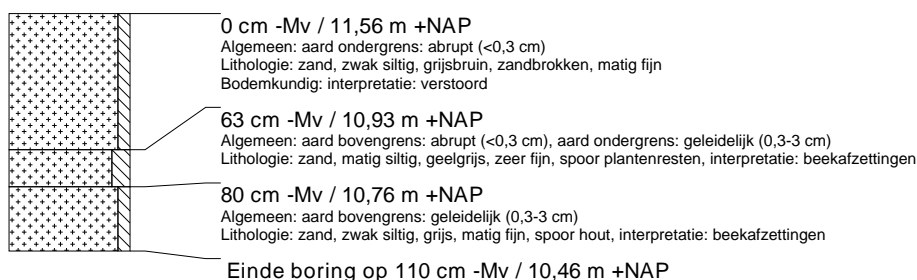 0 cm -Mv / 11,56 m +NAP
Algemeen: aard ondergrens: abrupt (<0,3 cm)
Lithologie: zand, zwak siltig, grijsbruin, zandbrokken, matig fijn
Bodemkundig: interpretatie: verstoord
63 cm -Mv / 10,93 m +NAP
Algemeen: aard bovengrens: abrupt (<0,3 cm), aard ondergrens: geleidelijk (0,3-3 cm)
Lithologie: zand, matig siltig, geelgrijs, zeer fijn, spoor plantenresten, interpretatie: beekafzettingen
80 cm -Mv / 10,76 m +NAP
Algemeen: aard bovengrens: geleidelijk (0,3-3 cm)
Lithologie: zand, zwak siltig, grijs, matig fijn, spoor hout, interpretatie: beekafzettingen
Einde boring op 110 cm -Mv / 10,46 m +NAP